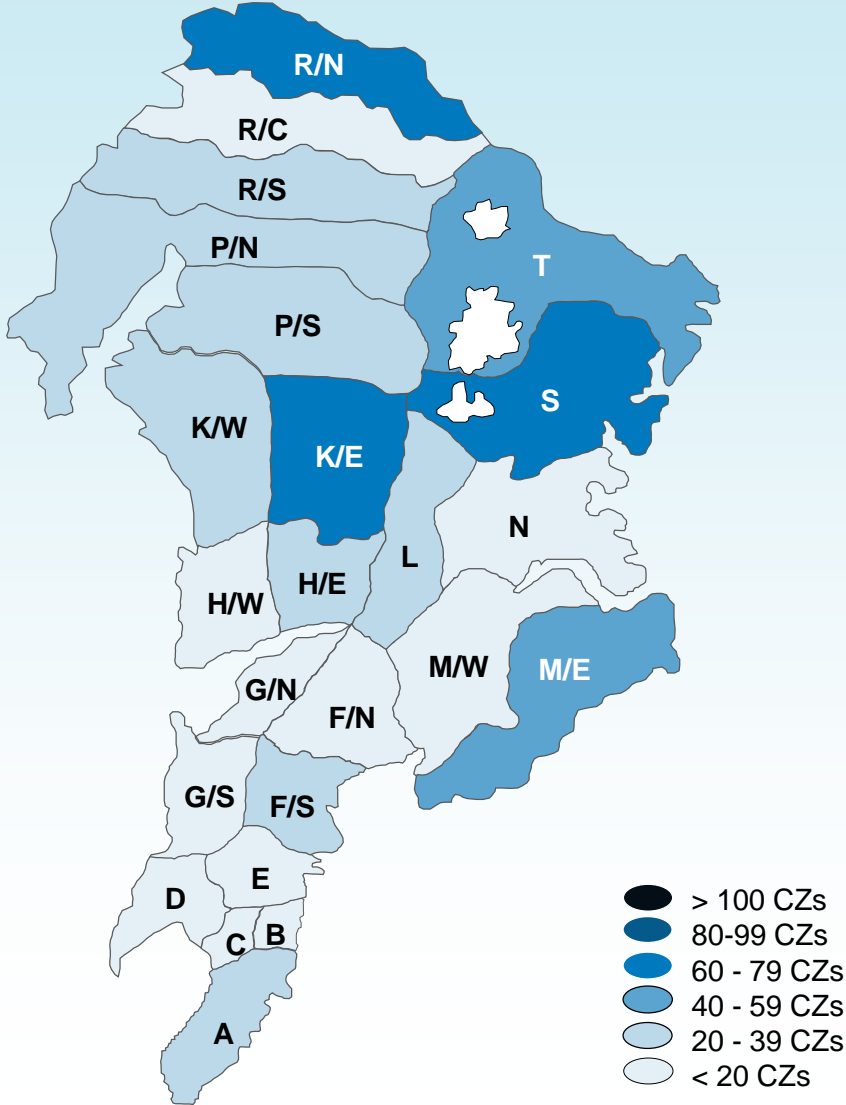 R/N
R/C
R/S
P/N
T
P/S
S
K/W
K/E
N
L
H/E
H/W
M/W
M/E
G/N
F/N
G/S
F/S
E
D
B
C
A
> 100 CZs
80-99 CZs
60 - 79 CZs
40 - 59 CZs
20 - 39 CZs
< 20 CZs